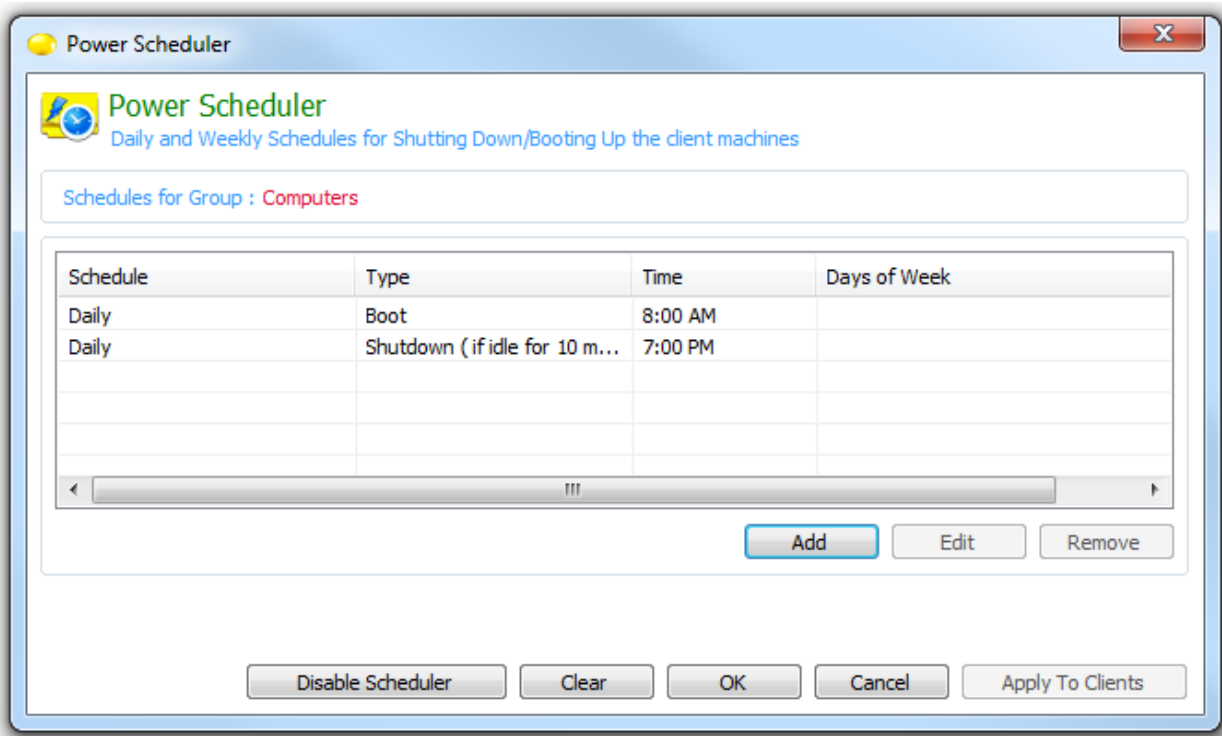 Power Scheduler
Power Scheduler
Daily and Weekly Schedules for Shutting Down/Booting Up the client machines
Schedules for Group : Computers
Schedule Type Time Days of Week
Daily Boot 8:00 AM
Daily Shutdown ( if idle for 10 m... 7:00 PM
Add Edit Remove
Disable Scheduler Clear OK Cancel Apply To Clients